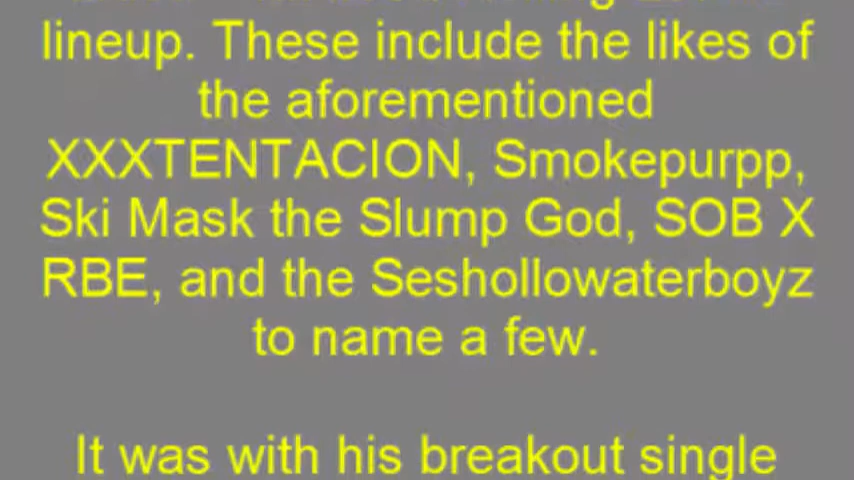 lineup. These include the likes of
the aforementioned
XXXTENTACION, Smokepurpp,
Ski Mask the Slump God, SOB X
RBE, and the Seshollowaterboyz
to name a few.
It was with his breakout single